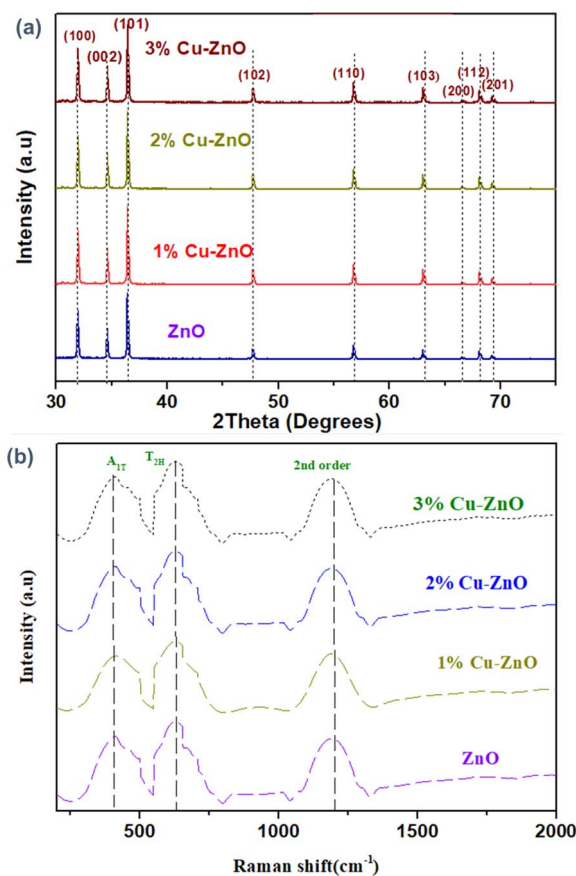 (a)
(100)
(002)
(101)
3% Cu-ZnO
(102)
(110)
(103)
(200)
(112)
(201)
2% Cu-ZnO
1% Cu-ZnO
ZnO
Intensity (a.u)
30
40
50
60
70
2Theta (Degrees)
(b)
A1T
T2H
2nd order
3% Cu-ZnO
2% Cu-ZnO
1% Cu-ZnO
ZnO
Intensity (a.u)
500
1000
1500
2000
Raman shift(cm-1)